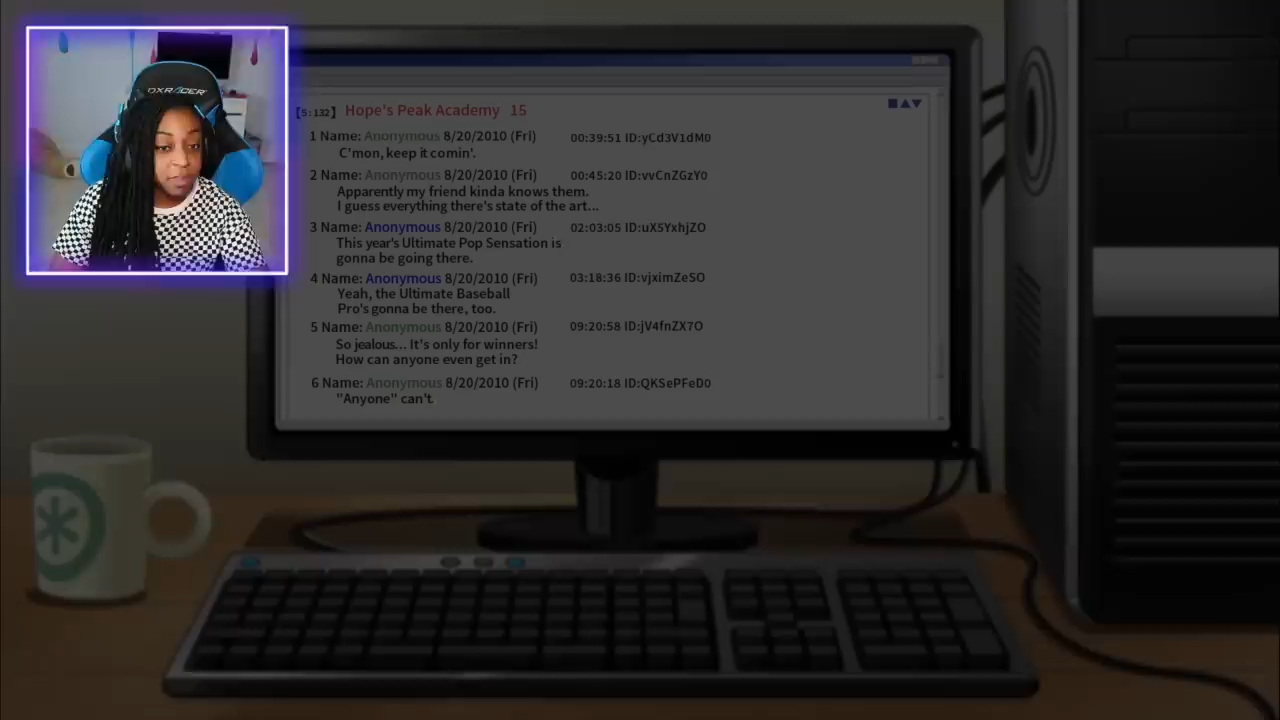 OXRACER
【5:132】 Hope's Peak Academy 15
1 Name: Anonymous 8/20/2010 (Fri) 00:39:51 ID:yCd3V1dM0
C'mon, keep it comin'.
2 Name: Anonymous 8/20/2010 (Fri) 00:45:20 ID:vvCnZGzY0
Apparently my friend kinda knows them.
I guess everything there's state of the art...
3 Name: Anonymous 8/20/2010 (Fri) 02:03:05 ID:uX5YxhjZO
This year's Ultimate Pop Sensation is
gonna be going there.
4 Name: Anonymous 8/20/2010 (Fri) 03:18:36 ID:vjximZeSO
Yeah, the Ultimate Baseball
Pro's gonna be there, too.
5 Name: Anonymous 8/20/2010 (Fri) 09:20:58 ID:jV4fnZX7O
So jealous... It's only for winners!
How can anyone even get in?
6 Name: Anonymous 8/20/2010 (Fri) 09:20:18 ID:QKSePFeD0
"Anyone" can't.